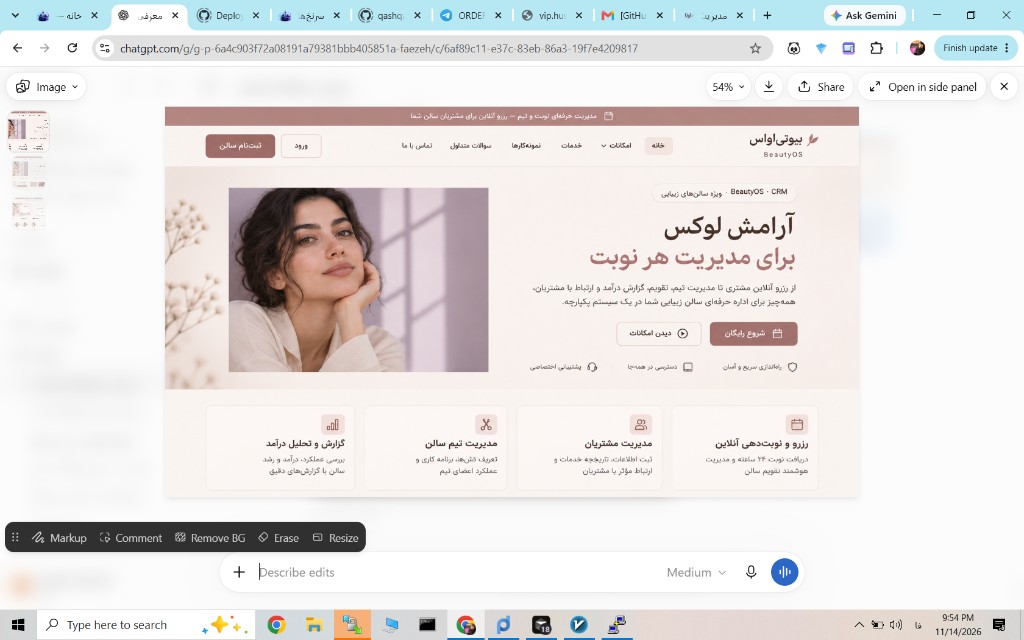 Deploy
qashq
ORDEF
vip.hu
GitHu
Ask Gemini
chatgpt.com/g/g-p-6a4c903f72a08191a79381bbb405851a-faezeh/c/6af89c11-e37c-83eb-86a3-19f7e4209817
Finish update
Image
54%
Share
Open in side panel
مدیریت حرفه‌ای نوبت و تیم — رزرو آنلاین برای مشتریان سالن شما
بیوتی‌اواس
BeautyOS
خانه
امکانات
خدمات
نمونه‌کارها
سوالات متداول
تماس با ما
ورود
ثبت‌نام سالن
BeautyOS · CRM · ویژه سالن‌های زیبایی
آرامش لوکس
برای مدیریت هر نوبت
از رزرو آنلاین مشتری تا مدیریت تیم، تقویم، گزارش درآمد و ارتباط با مشتریان،
همه‌چیز برای اداره حرفه‌ای سالن زیبایی شما در یک سیستم یکپارچه.
شروع رایگان
دیدن امکانات
راه‌اندازی سریع و آسان
دسترسی در همه‌جا
پشتیبانی اختصاصی
رزرو و نوبت‌دهی آنلاین
دریافت نوبت ۲۴ ساعته و مدیریت
هوشمند تقویم سالن
مدیریت مشتریان
ثبت اطلاعات، تاریخچه خدمات و
ارتباط مؤثر با مشتریان
مدیریت تیم سالن
تعریف نقش‌ها، برنامه کاری و
عملکرد اعضای تیم
گزارش و تحلیل درآمد
بررسی عملکرد، درآمد و رشد
سالن با گزارش‌های دقیق
Markup
Comment
Remove BG
Erase
Resize
Describe edits
Medium
Type here to search
18
9:54 PM
11/14/2026